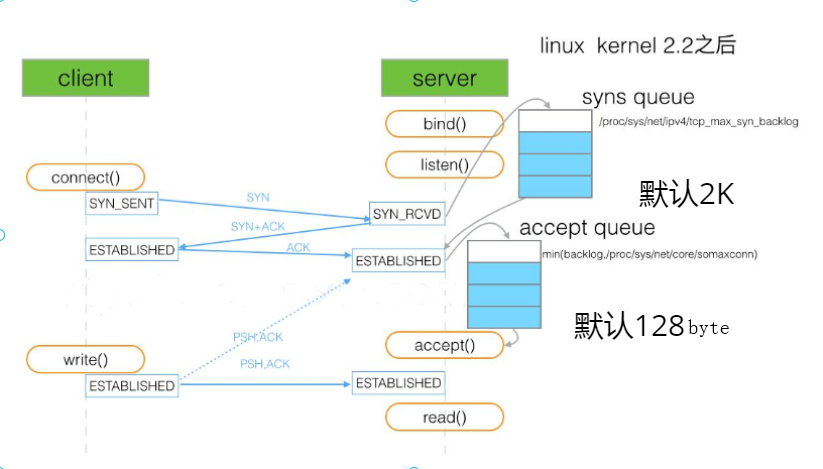 linux kernel 2.2之后
client
server
syns queue
bind()
/proc/sys/net/ipv4/tcp_max_syn_backlog
listen()
connect()
SYN
SYN_SENT
默认2K
SYN_RCVD
SYN+ACK
accept queue
ESTABLISHED
ACK
ESTABLISHED
min(backlog,/proc/sys/net/core/somaxconn)
默认128byte
PSH,ACK
accept()
write()
PSH,ACK
ESTABLISHED
ESTABLISHED
read()